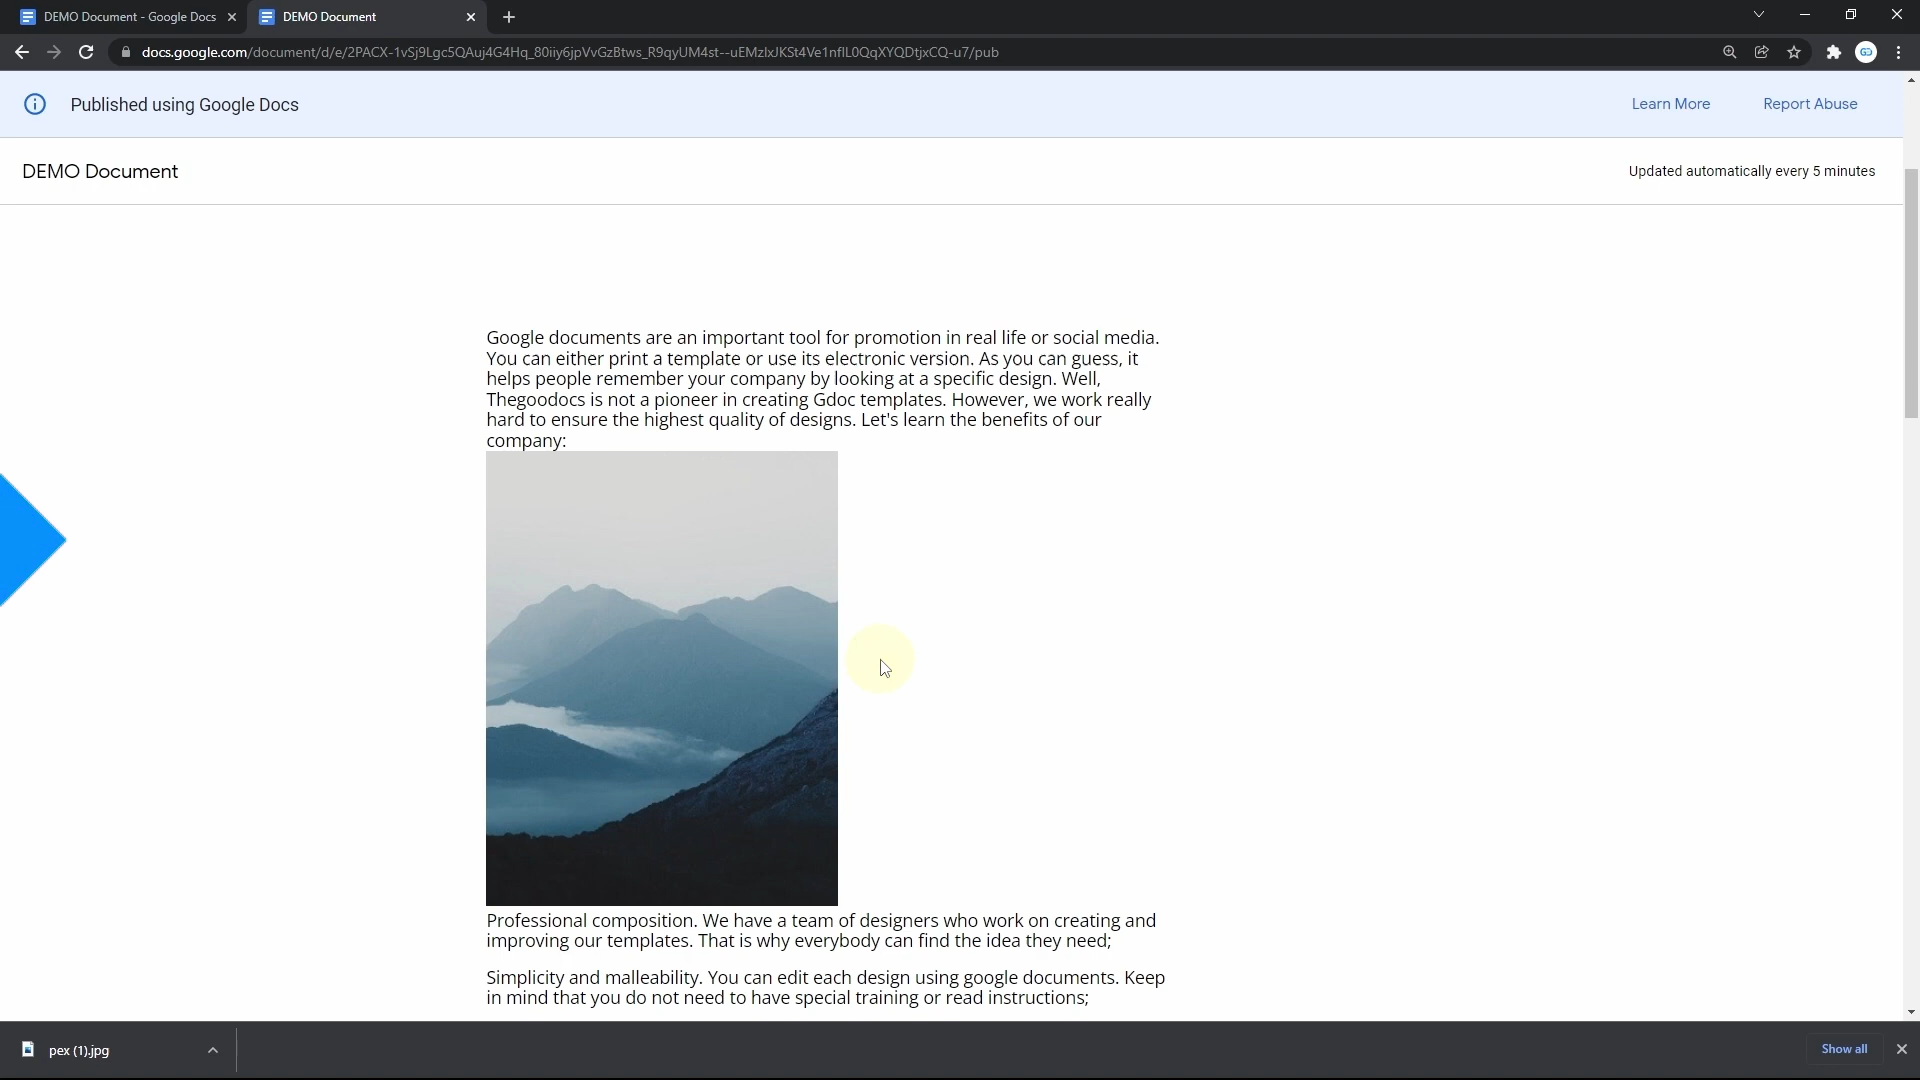 DEMO Document - Google Docs
DEMO Document
docs.google.com/document/d/e/2PACX-1vSj9Lgc5QAuj4G4Hq_80iiy6jpVvGzBtws_R9qyUM4st--uEMzlxJKSt4Ve1nflL0QqXYQDtjxCQ-u7/pub
Published using Google Docs
Learn More
Report Abuse
DEMO Document
Updated automatically every 5 minutes
Google documents are an important tool for promotion in real life or social media.
You can either print a template or use its electronic version. As you can guess, it
helps people remember your company by looking at a specific design. Well,
Thegoodocs is not a pioneer in creating Gdoc templates. However, we work really
hard to ensure the highest quality of designs. Let's learn the benefits of our
company:
Professional composition. We have a team of designers who work on creating and
improving our templates. That is why everybody can find the idea they need;
Simplicity and malleability. You can edit each design using google documents. Keep
in mind that you do not need to have special training or read instructions;
pex (1).jpg
Show all